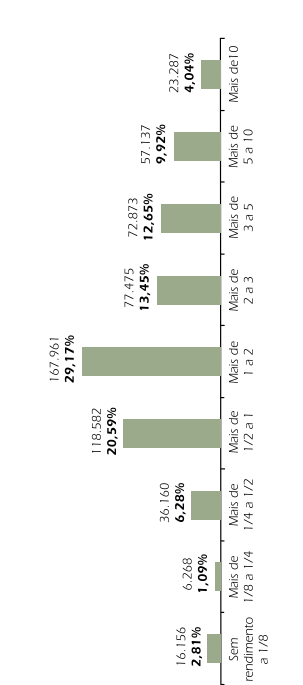 16.156
2,81%
Sem
rendimento
a 1/8
6.268
1,09%
Mais de
1/8 a 1/4
36.160
6,28%
Mais de
1/4 a 1/2
118.582
20,59%
Mais de
1/2 a 1
167.961
29,17%
Mais de
1 a 2
77.475
13,45%
Mais de
2 a 3
72.873
12,65%
Mais de
3 a 5
57.137
9,92%
Mais de
5 a 10
23.287
4,04%
Mais de10